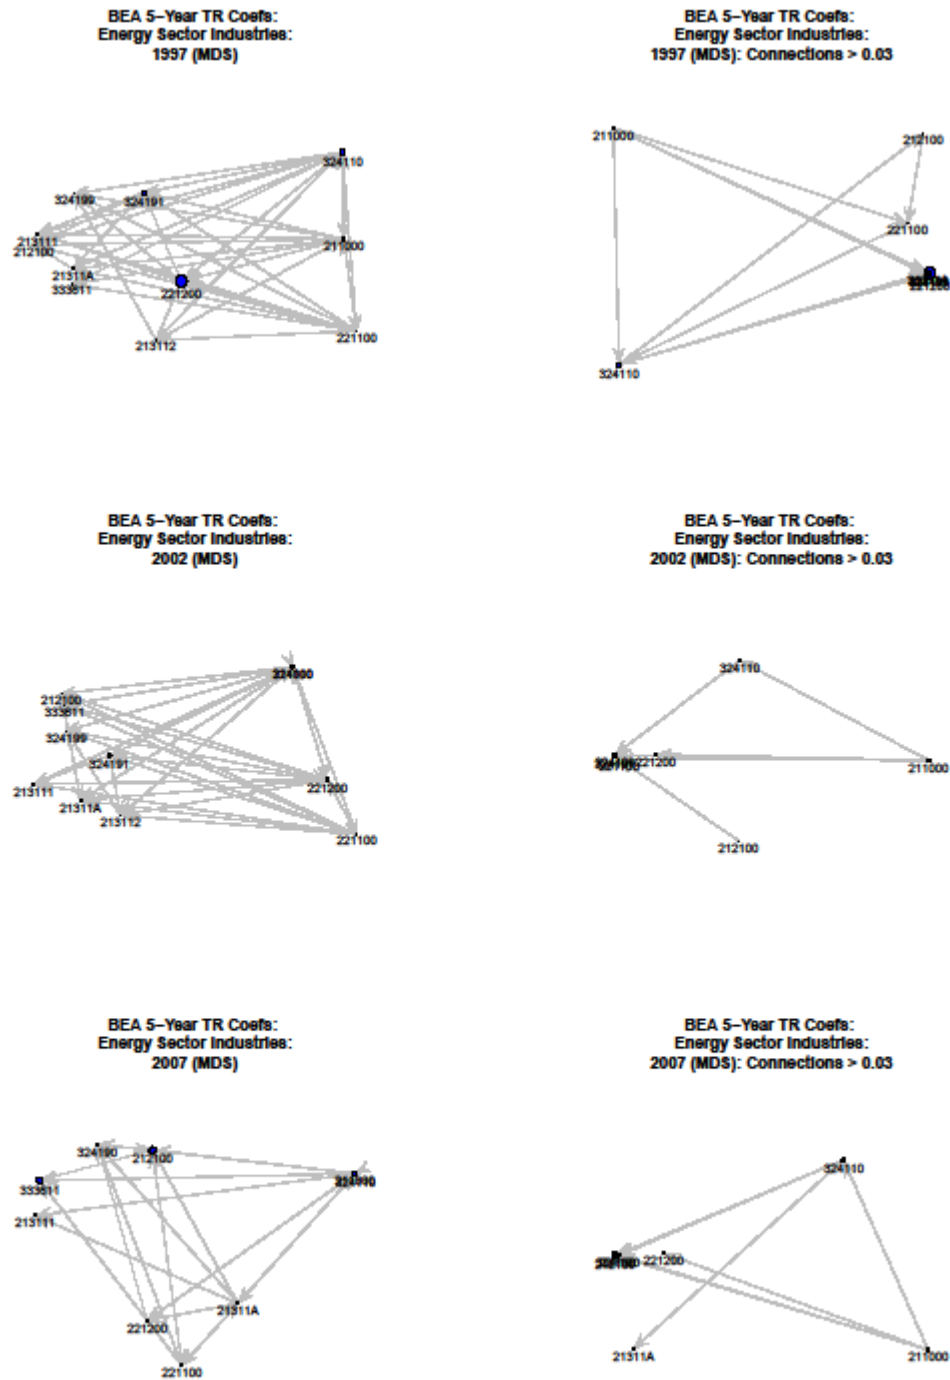 BEA 5–Year TR Coefs:
Energy Sector Industries:
1997 (MDS)
324110
324199
324191
213111
212100
211000
21311A
333611
221200
213112
221100
BEA 5–Year TR Coefs:
Energy Sector Industries:
1997 (MDS): Connections > 0.03
211000
212100
221100
221200
324110
BEA 5–Year TR Coefs:
Energy Sector Industries:
2002 (MDS)
212100
333611
324199
324191
213111
221200
21311A
213112
221100
BEA 5–Year TR Coefs:
Energy Sector Industries:
2002 (MDS): Connections > 0.03
324110
221200
211000
212100
BEA 5–Year TR Coefs:
Energy Sector Industries:
2007 (MDS)
324190
212100
333611
213111
21311A
221200
221100
BEA 5–Year TR Coefs:
Energy Sector Industries:
2007 (MDS): Connections > 0.03
324110
221200
21311A
211000